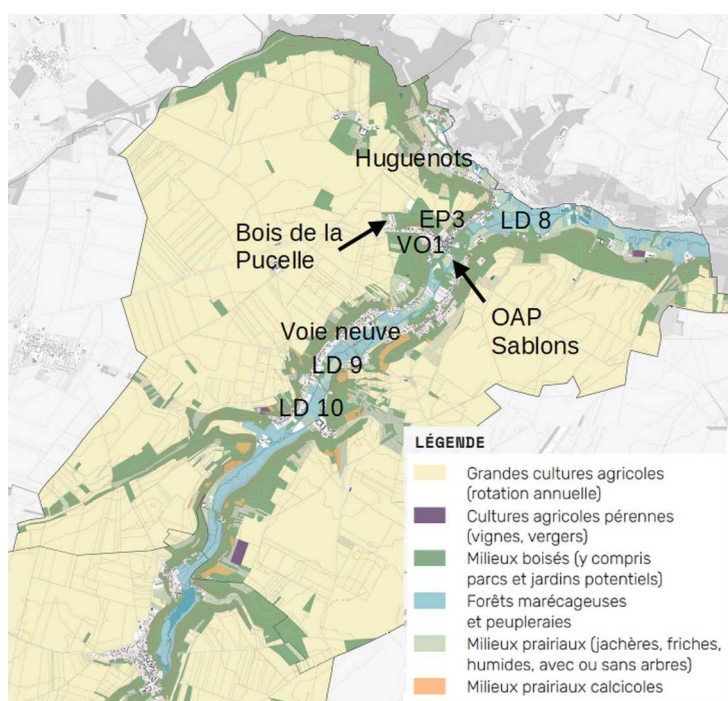 Huguenots
EP3
LD 8
Bois de la
Pucelle
VO1
OAP
Sablons
Voie neuve
LD 9
LD 10
LÉGENDE
Grandes cultures agricoles
(rotation annuelle)
Cultures agricoles pérennes
(vignes, vergers)
Milieux boisés (y compris
parcs et jardins potentiels)
Forêts marécageuses
et peupleraies
Milieux prairiaux (jachères, friches,
humides, avec ou sans arbres)
Milieux prairiaux calcicoles